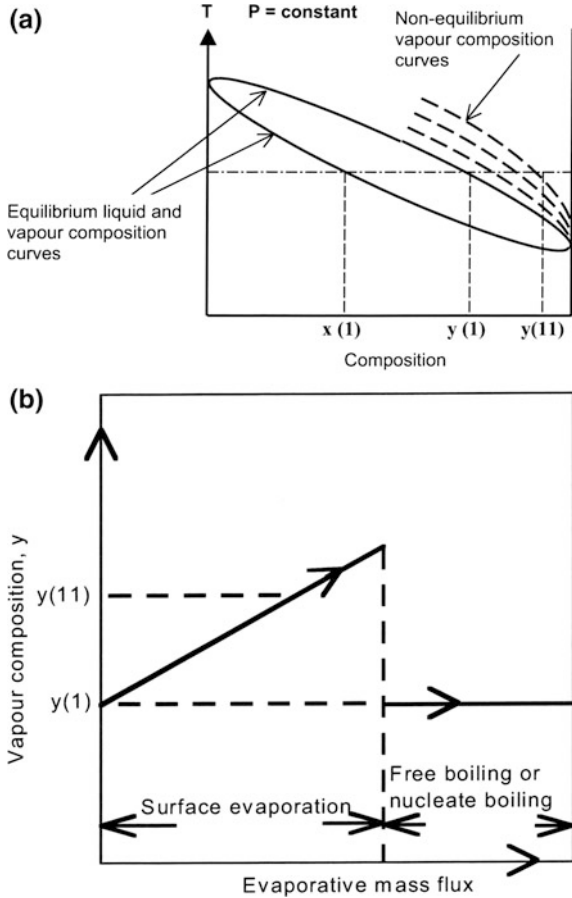 (a)
T P = constant
Non-equilibrium
vapour composition
curves
Equilibrium liquid and
vapour composition
curves
x (1) y (1) y(11)
Composition
(b)
Vapour composition, y
y(11)
y(1)
Surface evaporation
Free boiling or
nucleate boiling
Evaporative mass flux